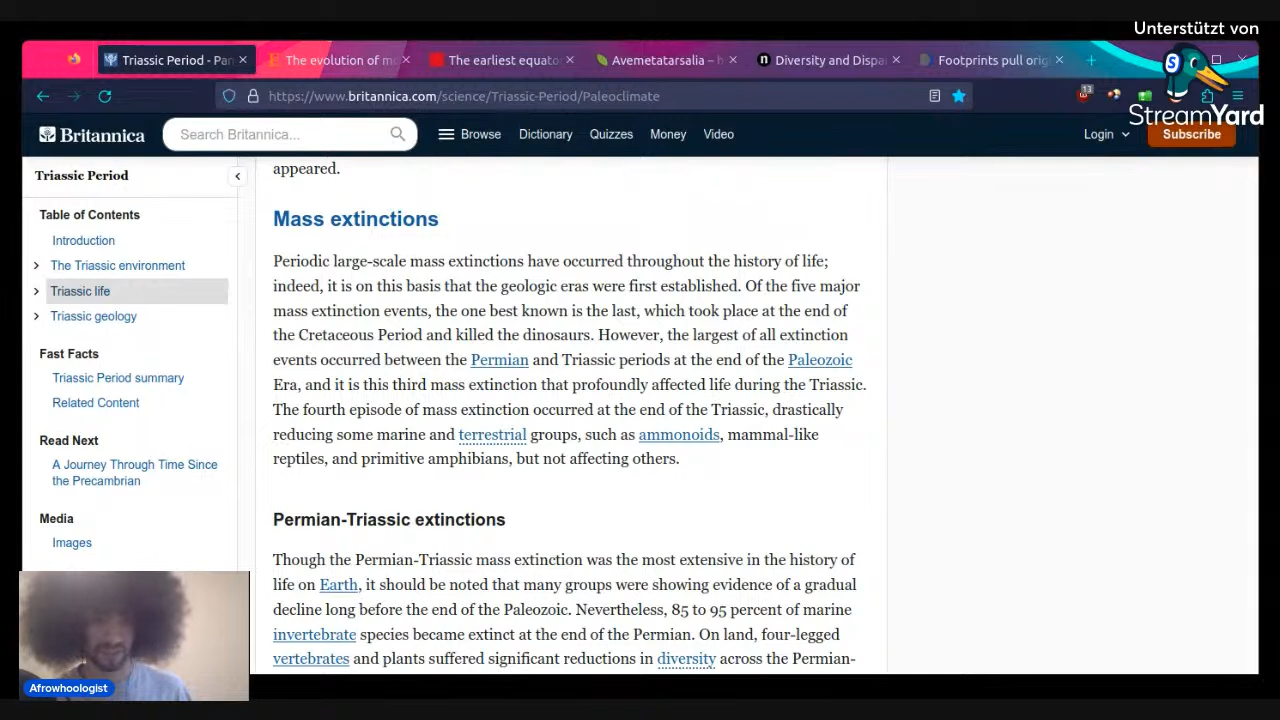 Unterstützt von
StreamYard
Triassic Period - Pan
The evolution of mo
The earliest equato
Avemetatarsalia – h
Diversity and Dispa
Footprints pull orig
https://www.britannica.com/science/Triassic-Period/Paleoclimate
13
Britannica
Search Britannica...
Browse
Dictionary
Quizzes
Money
Video
Login
Subscribe
Triassic Period
Table of Contents
Introduction
The Triassic environment
Triassic life
Triassic geology
Fast Facts
Triassic Period summary
Related Content
Read Next
A Journey Through Time Since
the Precambrian
Media
Images
appeared.
Mass extinctions
Periodic large-scale mass extinctions have occurred throughout the history of life;
indeed, it is on this basis that the geologic eras were first established. Of the five major
mass extinction events, the one best known is the last, which took place at the end of
the Cretaceous Period and killed the dinosaurs. However, the largest of all extinction
events occurred between the Permian and Triassic periods at the end of the Paleozoic
Era, and it is this third mass extinction that profoundly affected life during the Triassic.
The fourth episode of mass extinction occurred at the end of the Triassic, drastically
reducing some marine and terrestrial groups, such as ammonoids, mammal-like
reptiles, and primitive amphibians, but not affecting others.
Permian-Triassic extinctions
Though the Permian-Triassic mass extinction was the most extensive in the history of
life on Earth, it should be noted that many groups were showing evidence of a gradual
decline long before the end of the Paleozoic. Nevertheless, 85 to 95 percent of marine
invertebrate species became extinct at the end of the Permian. On land, four-legged
vertebrates and plants suffered significant reductions in diversity across the Permian-
Afrowhoologist